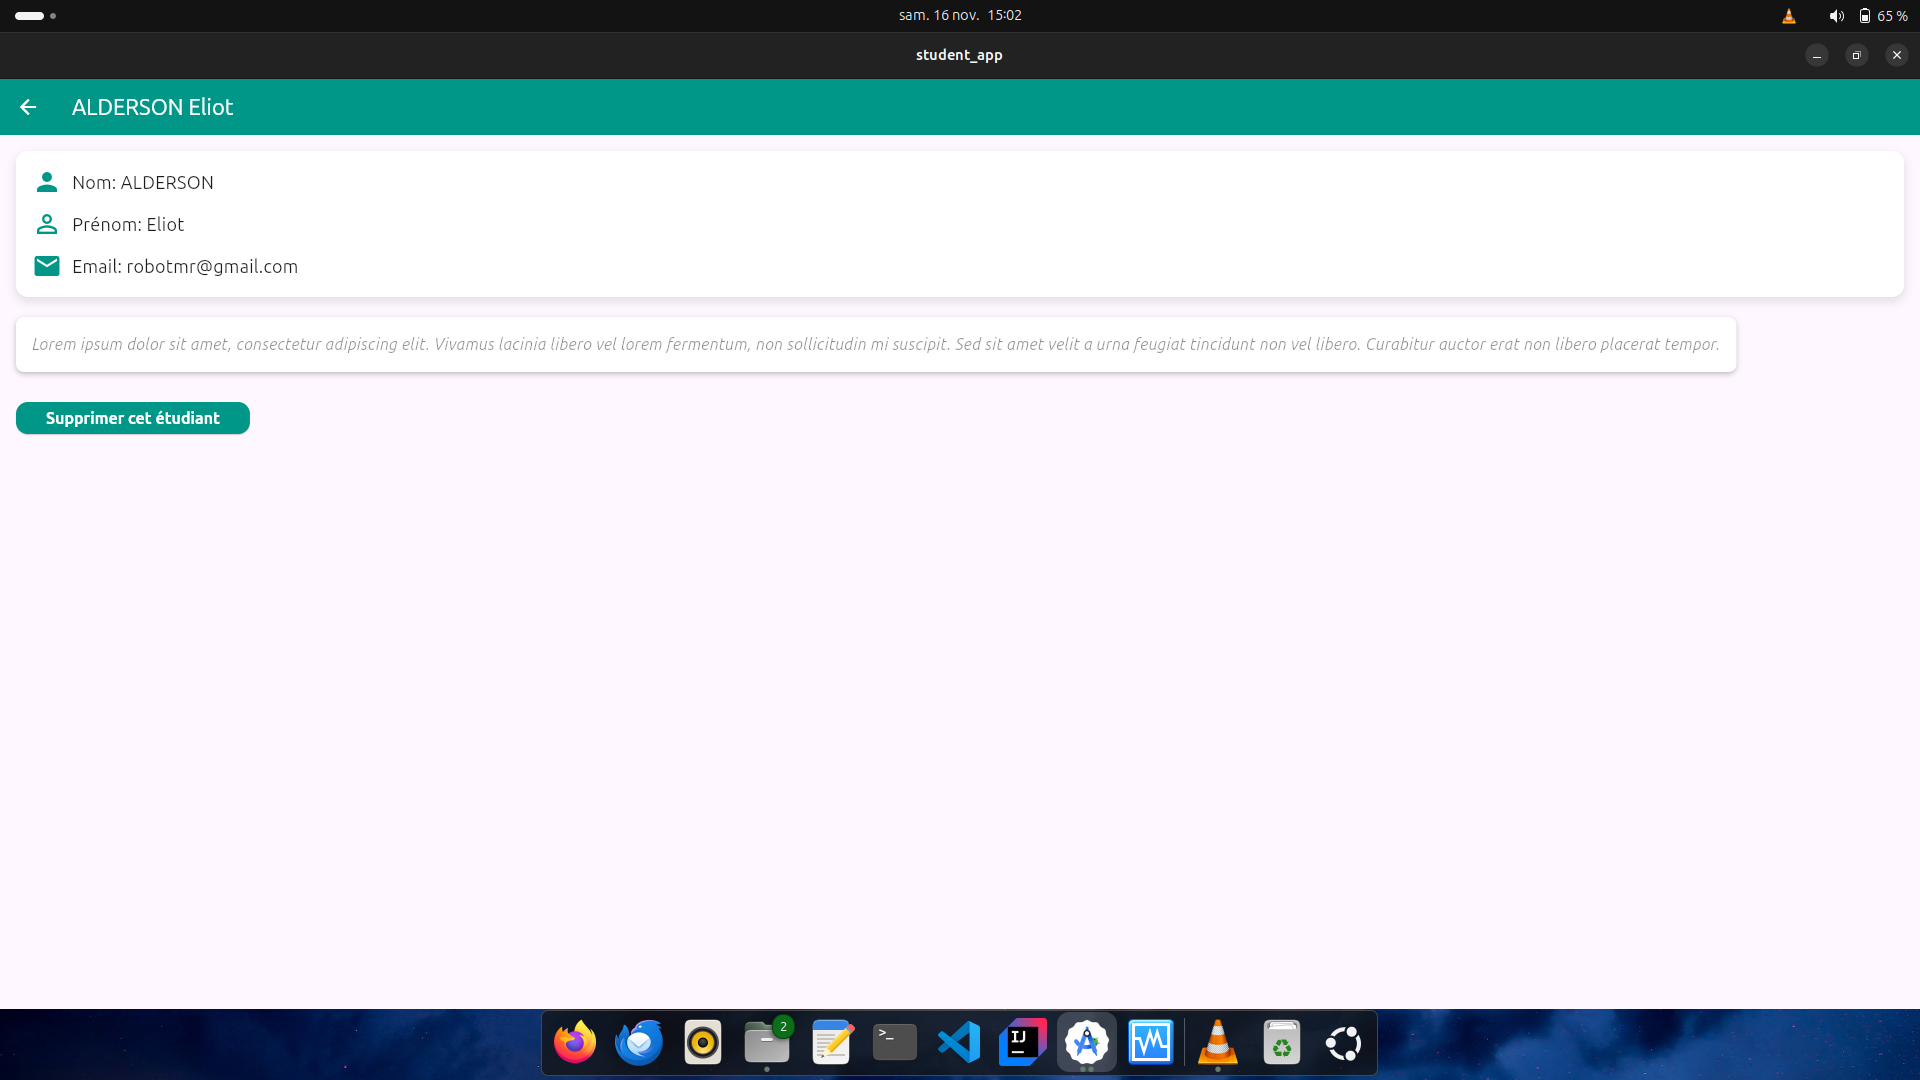 sam. 16 nov. 15:02
65 %
student_app
ALDERSON Eliot
Nom: ALDERSON
Prénom: Eliot
Email: robotmr@gmail.com
Lorem ipsum dolor sit amet, consectetur adipiscing elit. Vivamus lacinia libero vel lorem fermentum, non sollicitudin mi suscipit. Sed sit amet velit a urna feugiat tincidunt non vel libero. Curabitur auctor erat non libero placerat tempor.
Supprimer cet étudiant
2
>_
IJ